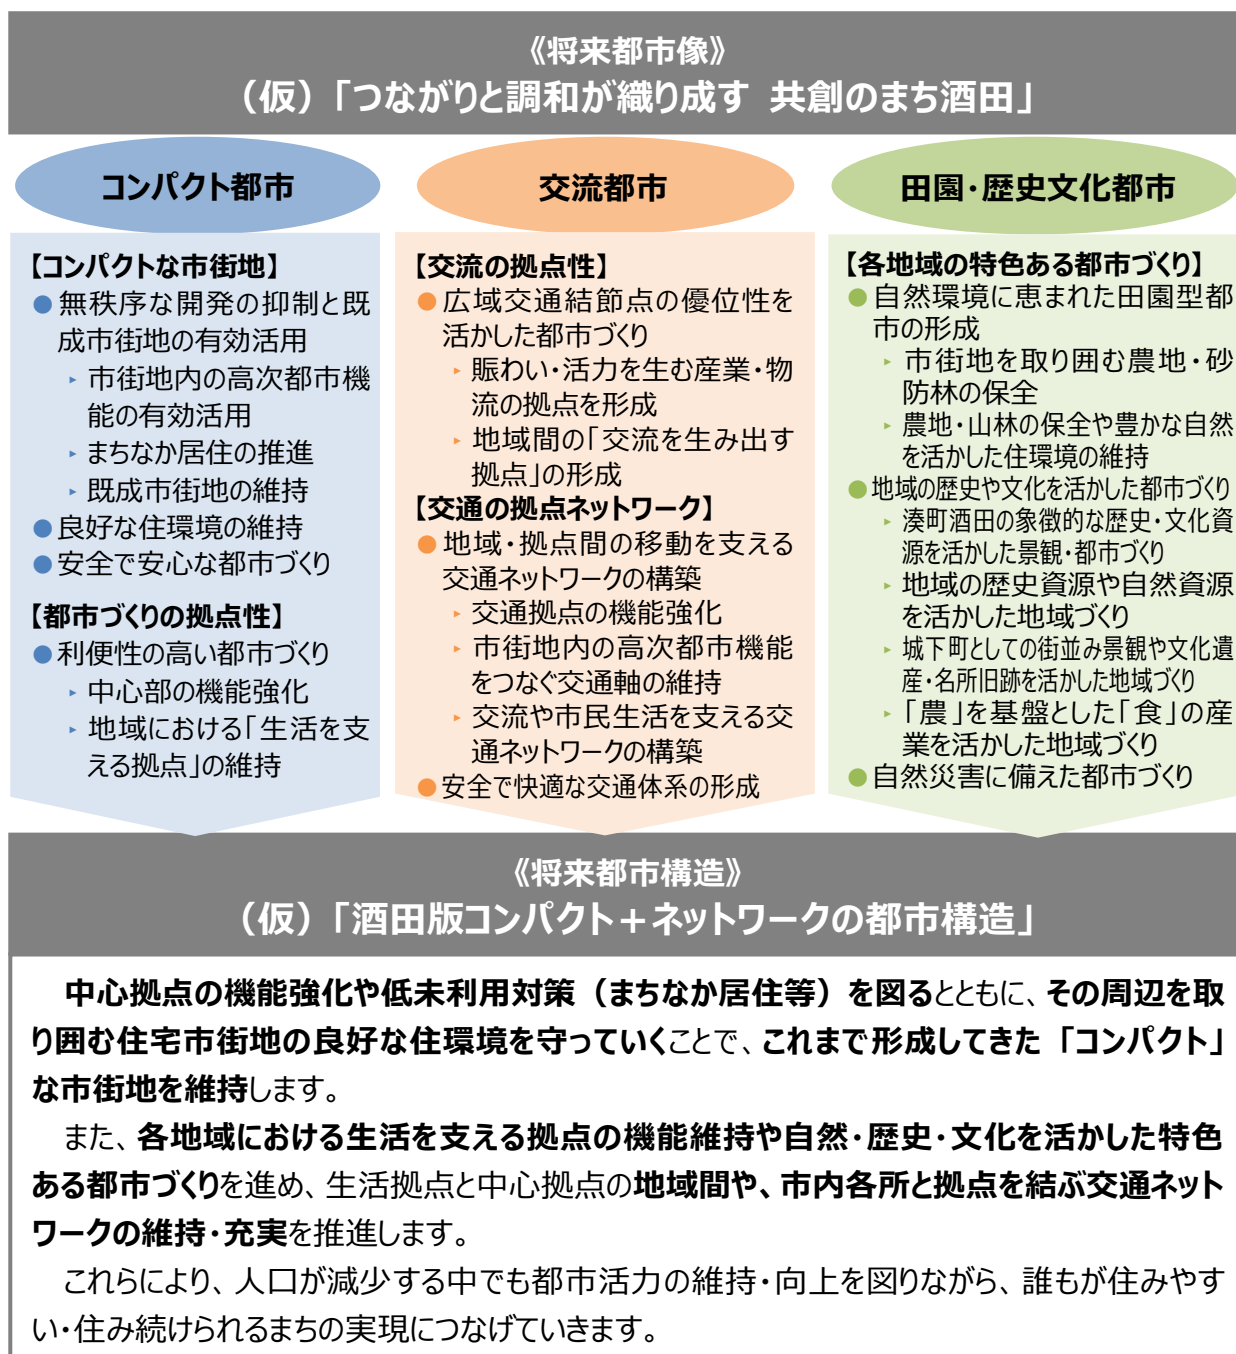 《将来都市像》
（仮）「つながりと調和が織り成す 共創のまち酒田」
コンパクト都市
【コンパクトな市街地】
●無秩序な開発の抑制と既
成市街地の有効活用
▸市街地内の高次都市機
能の有効活用
▸まちなか居住の推進
▸既成市街地の維持
●良好な住環境の維持
●安全で安心な都市づくり
【都市づくりの拠点性】
●利便性の高い都市づくり
▸中心部の機能強化
▸地域における「生活を支
える拠点」の維持
交流都市
【交流の拠点性】
●広域交通結節点の優位性を
活かした都市づくり
▸賑わい・活力を生む産業・物
流の拠点を形成
▸地域間の「交流を生み出す
拠点」の形成
【交通の拠点ネットワーク】
●地域・拠点間の移動を支える
交通ネットワークの構築
▸交通拠点の機能強化
▸市街地内の高次都市機能
をつなぐ交通軸の維持
▸交流や市民生活を支える交
通ネットワークの構築
●安全で快適な交通体系の形成
田園・歴史文化都市
【各地域の特色ある都市づくり】
●自然環境に恵まれた田園型都
市の形成
▸市街地を取り囲む農地・砂
防林の保全
▸農地・山林の保全や豊かな自然
を活かした住環境の維持
●地域の歴史や文化を活かした都市づくり
▸湊町酒田の象徴的な歴史・文化資
源を活かした景観・都市づくり
▸地域の歴史資源や自然資源
を活かした地域づくり
▸城下町としての街並み景観や文化遺
産・名所旧跡を活かした地域づくり
▸「農」を基盤とした「食」の産
業を活かした地域づくり
●自然災害に備えた都市づくり
《将来都市構造》
（仮）「酒田版コンパクト＋ネットワークの都市構造」
中心拠点の機能強化や低未利用対策（まちなか居住等）を図るとともに、その周辺を取
り囲む住宅市街地の良好な住環境を守っていくことで、これまで形成してきた「コンパクト」
な市街地を維持します。
また、各地域における生活を支える拠点の機能維持や自然・歴史・文化を活かした特色
ある都市づくりを進め、生活拠点と中心拠点の地域間や、市内各所と拠点を結ぶ交通ネット
ワークの維持・充実を推進します。
これらにより、人口が減少する中でも都市活力の維持・向上を図りながら、誰もが住みやす
い・住み続けられるまちの実現につなげていきます。